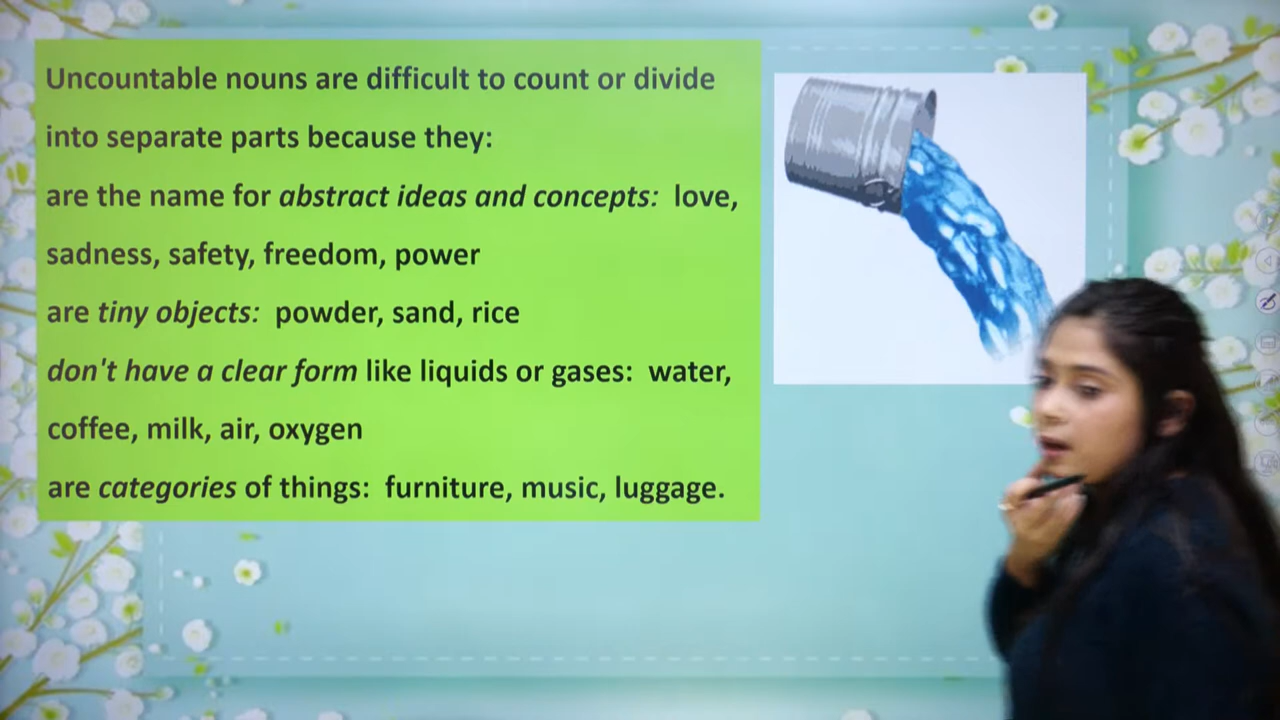 Uncountable nouns are difficult to count or divide
into separate parts because they:
are the name for abstract ideas and concepts: love,
sadness, safety, freedom, power
are tiny objects: powder, sand, rice
don't have a clear form like liquids or gases: water,
coffee, milk, air, oxygen
are categories of things: furniture, music, luggage.